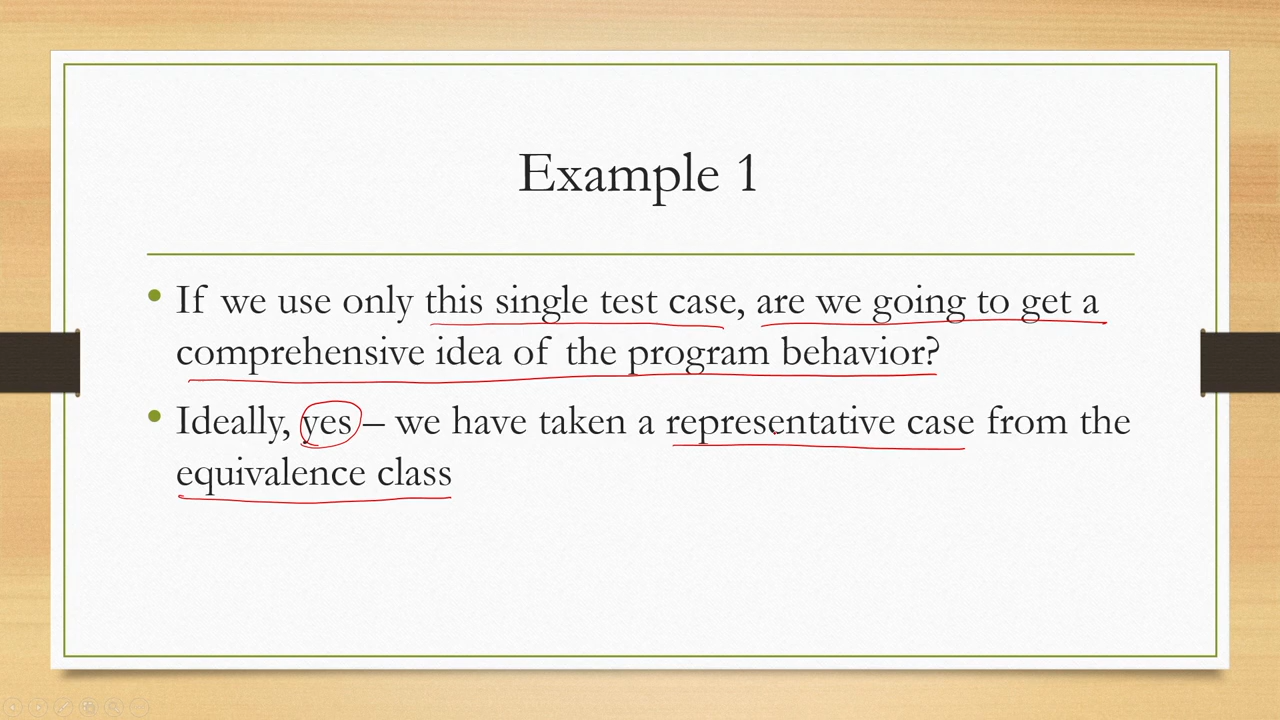 Example 1
• If we use only this single test case, are we going to get a
comprehensive idea of the program behavior?
• Ideally, yes – we have taken a representative case from the
equivalence class